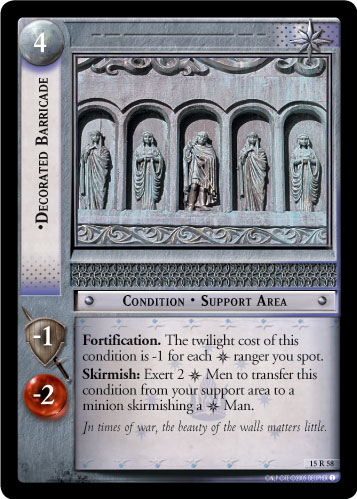 4
•DECORATED BARRICADE
CONDITION • SUPPORT AREA
-1
-2
Fortification. The twilight cost of this
condition is -1 for each ranger you spot.
Skirmish: Exert 2 Men to transfer this
condition from your support area to a
minion skirmishing a Man.
In times of war, the beauty of the walls matters little.
15 R 58